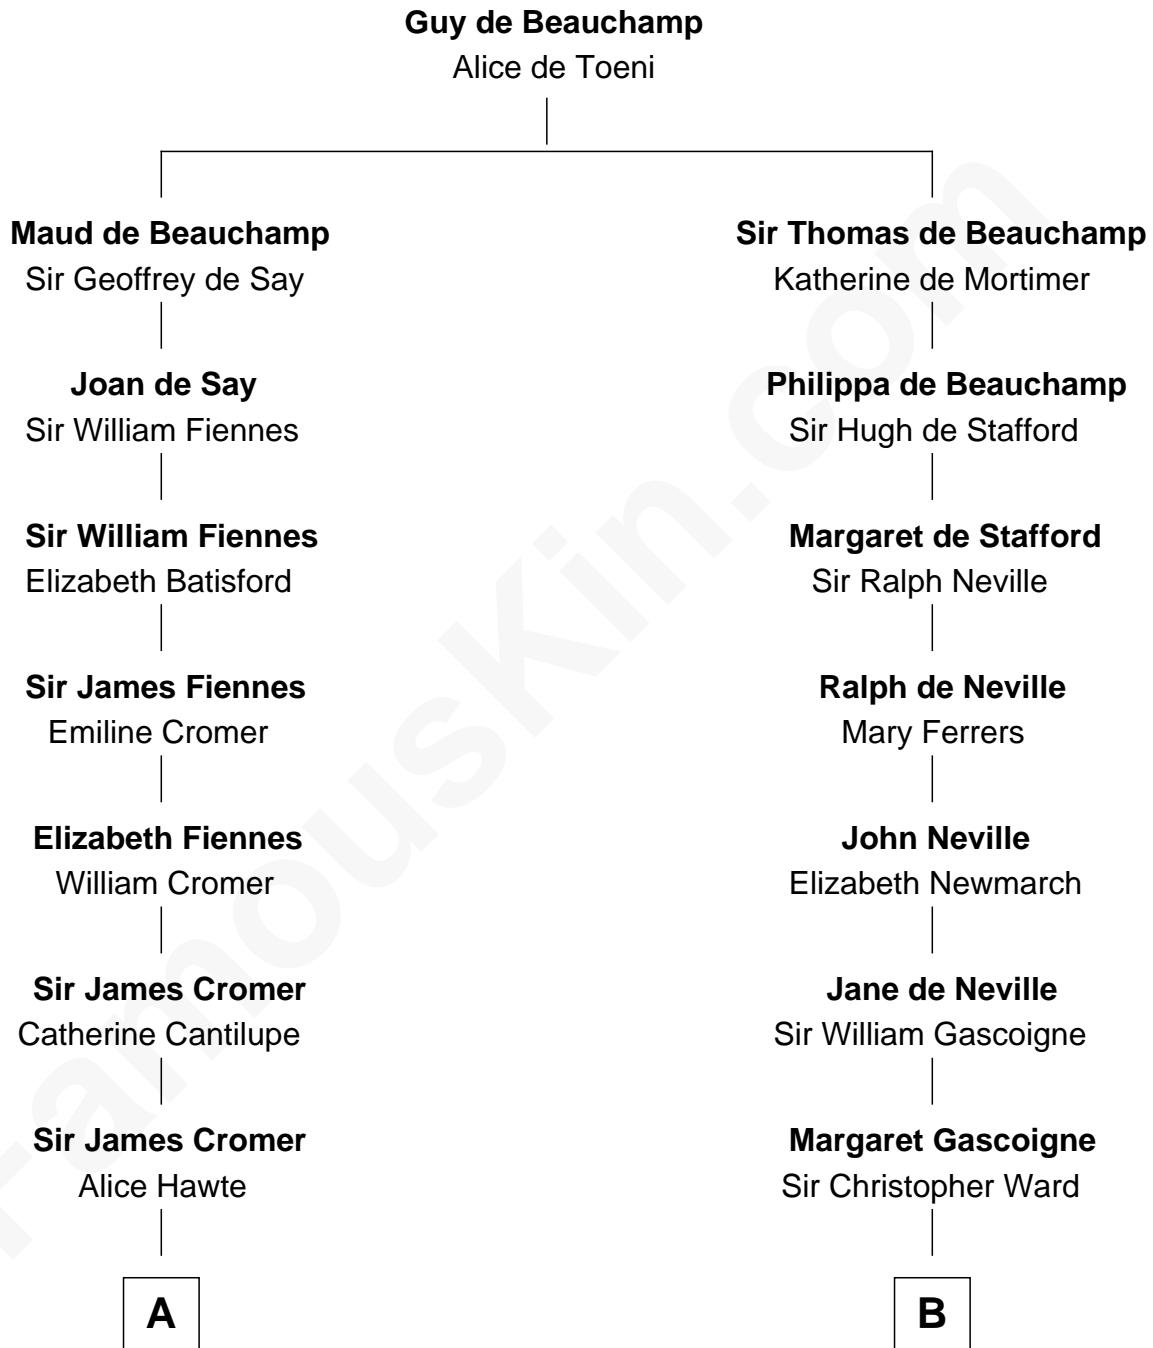 Guy de Beauchamp
Alice de Toeni
Maud de Beauchamp
Sir Geoffrey de Say
Sir Thomas de Beauchamp
Katherine de Mortimer
Joan de Say
Sir William Fiennes
Philippa de Beauchamp
Sir Hugh de Stafford
Sir William Fiennes
Elizabeth Batisford
Margaret de Stafford
Sir Ralph Neville
Sir James Fiennes
Emiline Cromer
Ralph de Neville
Mary Ferrers
Elizabeth Fiennes
William Cromer
John Neville
Elizabeth Newmarch
Sir James Cromer
Catherine Cantilupe
Jane de Neville
Sir William Gascoigne
Sir James Cromer
Alice Hawte
Margaret Gascoigne
Sir Christopher Ward
A
B
FamousKin.com